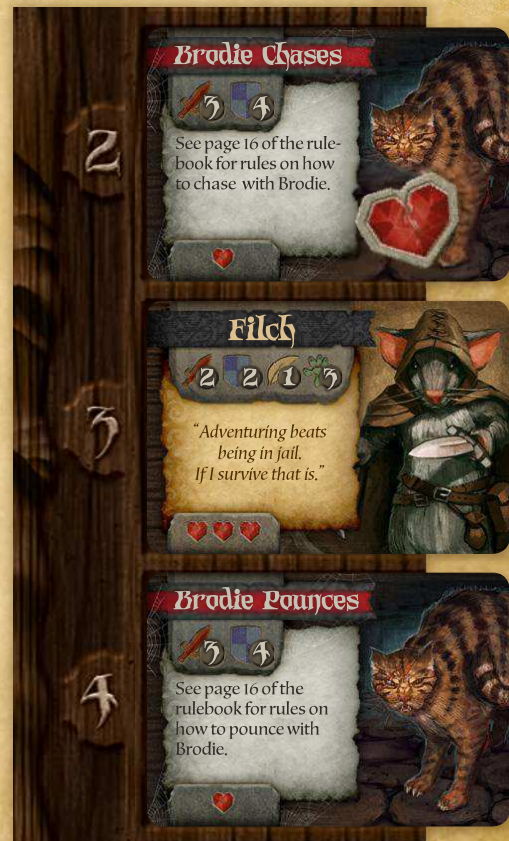 2
Brodie Chases
3 4
See page 16 of the rule-
book for rules on how
to chase with Brodie.
3
Filch
2 2 1 3
“Adventuring beats
being in jail.
If I survive that is.”
4
Brodie Pounces
3 4
See page 16 of the
rulebook for rules on
how to pounce with
Brodie.